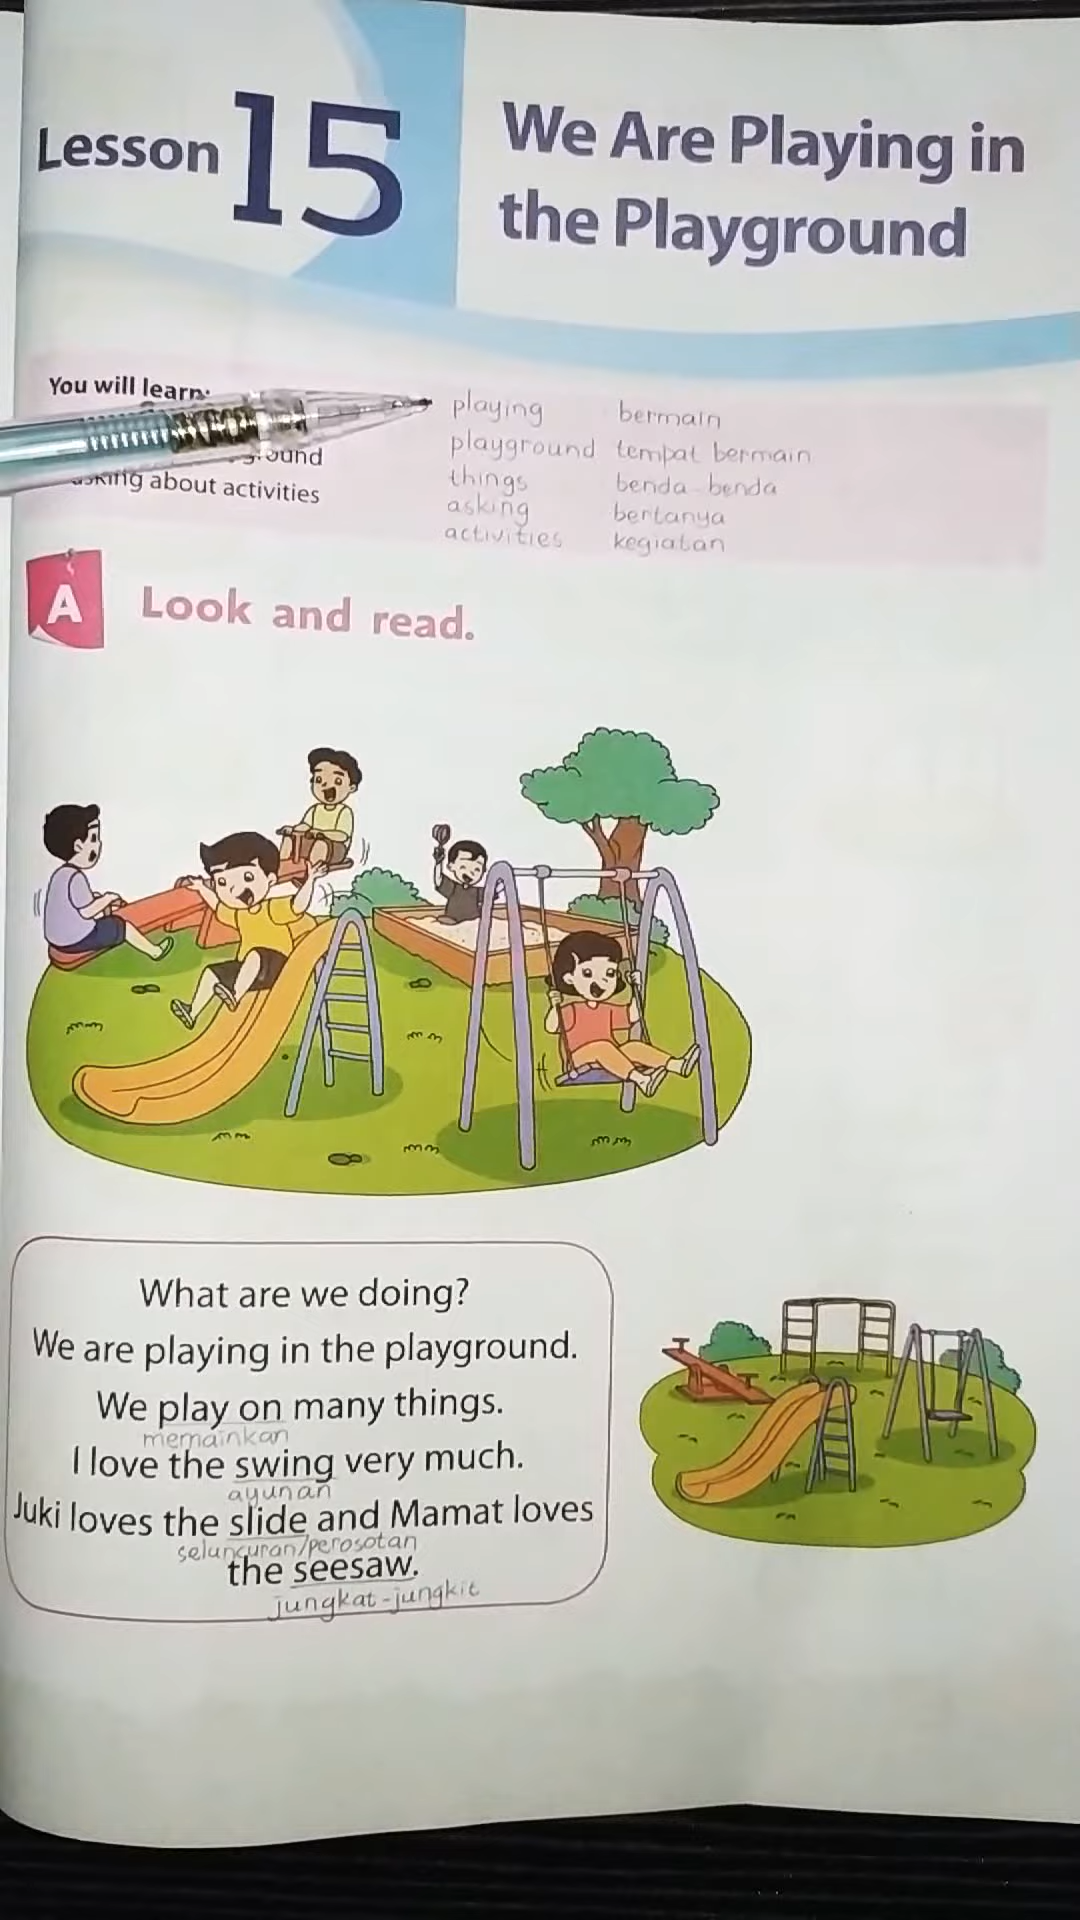 Lesson 15
We Are Playing in
the Playground
You will learn:
about activities
playing bermain
playground tempat bermain
things benda-benda
asking bertanya
activities kegiatan
A Look and read.
What are we doing?
We are playing in the playground.
We play on many things.
memainkan
I love the swing very much.
ayunan
Juki loves the slide and Mamat loves
seluncuran/perosotan
the seesaw.
jungkat-jungkit